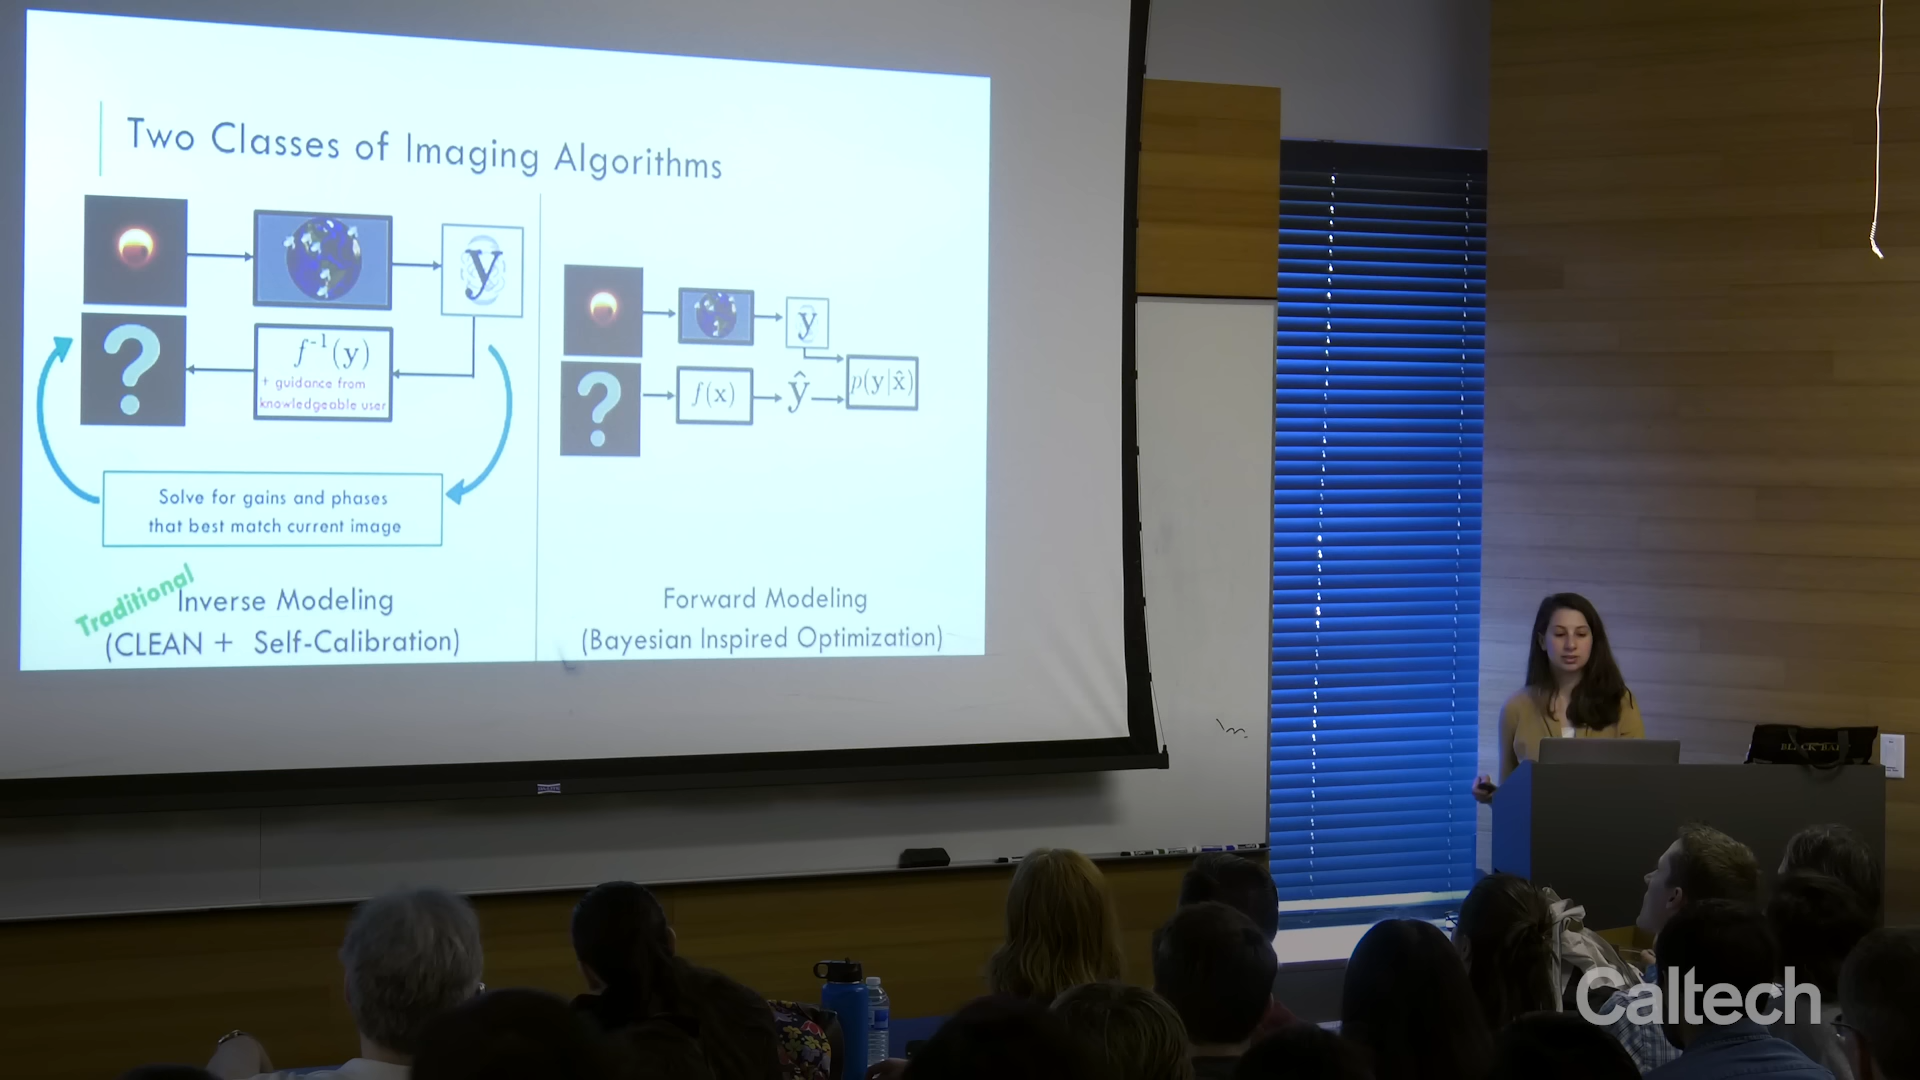 Two Classes of Imaging Algorithms
y
f⁻¹(y)
+ guidance from
knowledgeable user
Solve for gains and phases
that best match current image
Traditional
Inverse Modeling
(CLEAN + Self-Calibration)
?
y
f(x)
ŷ
p(y|x̂)
?
Forward Modeling
(Bayesian Inspired Optimization)
Caltech